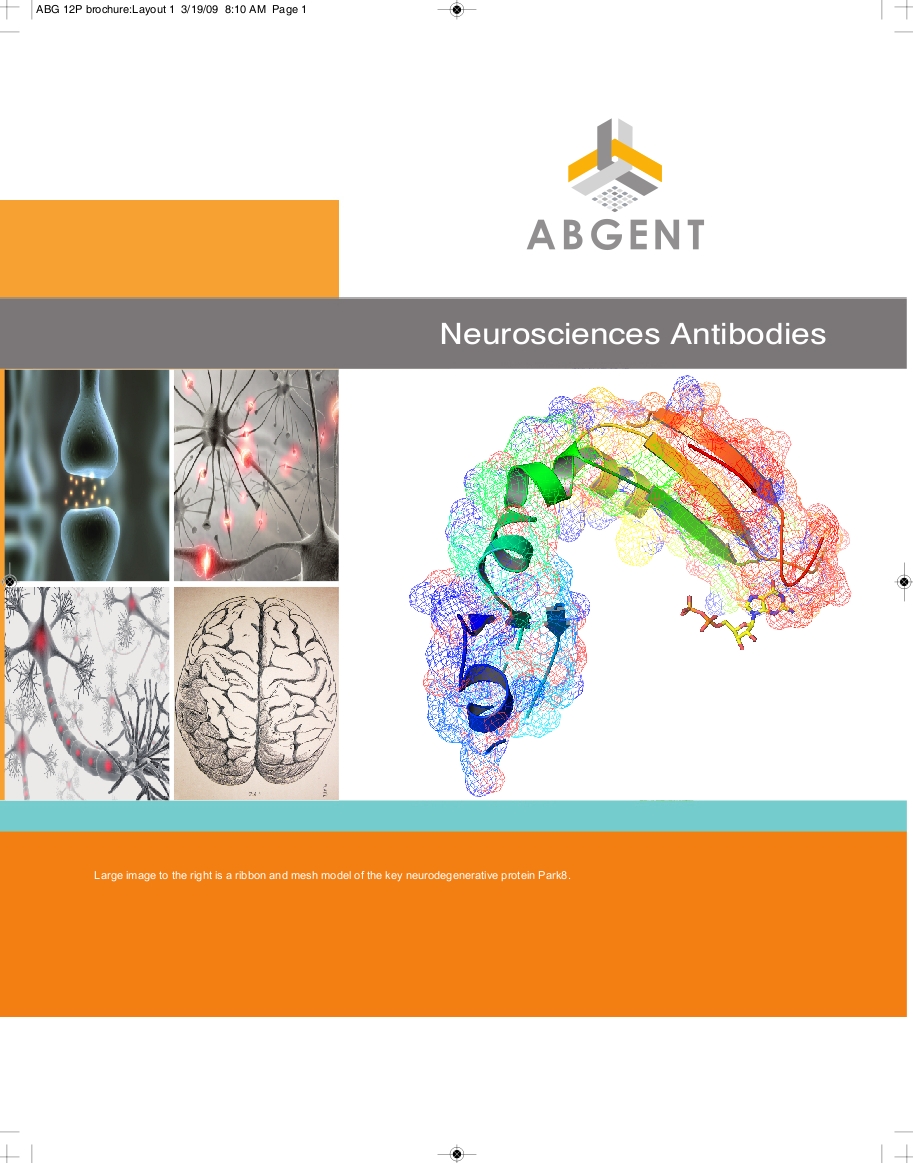 ABG 12P brochure:Layout 1 3/19/09 8:10 AM Page 1
ABGENT
Neurosciences Antibodies
Large image to the right is a ribbon and mesh model of the key neurodegenerative protein Park8.